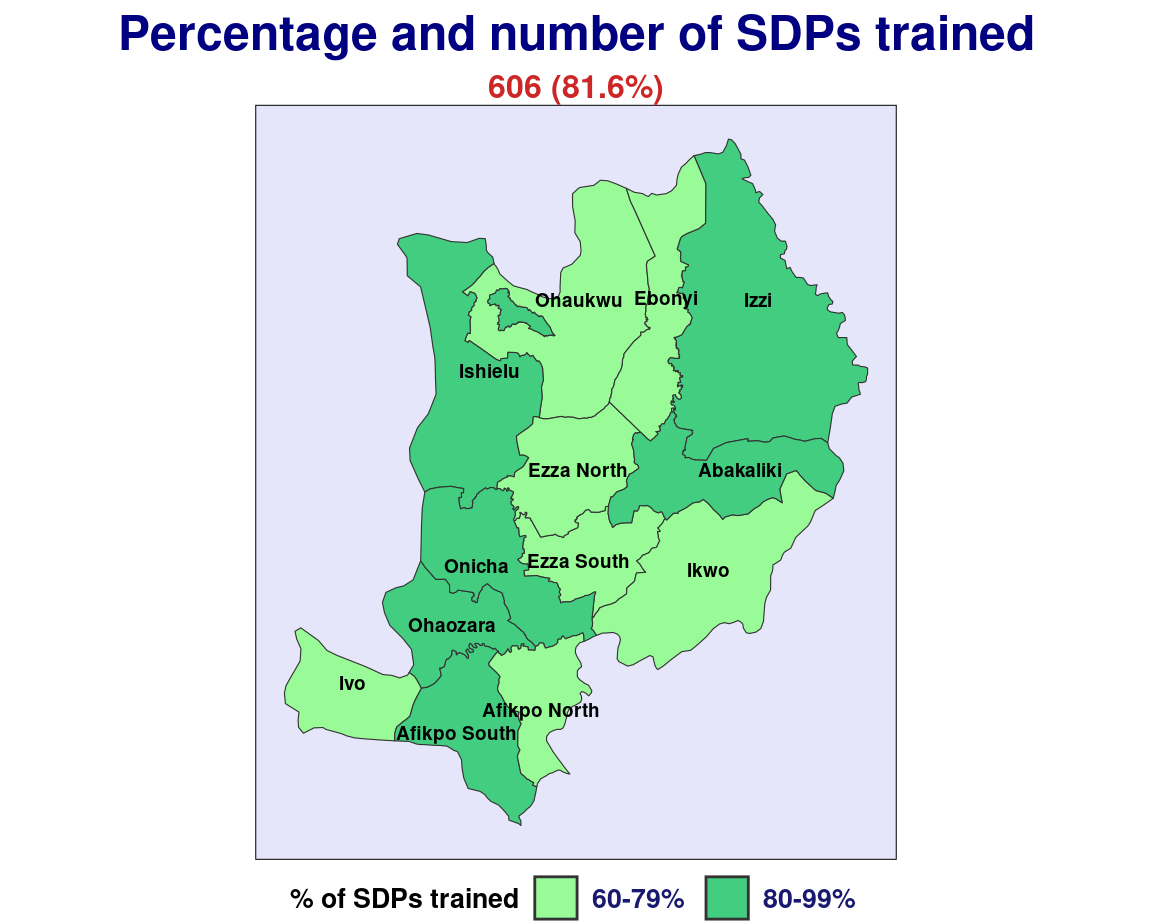 Percentage and number of SDPs trained
606 (81.6%)
Ohaukwu
Ebonyi
Izzi
Ishielu
Ezza North
Abakaliki
Ezza South
Onicha
Ikwo
Ohaozara
Ivo
Afikpo North
Afikpo South
% of SDPs trained 60-79% 80-99%